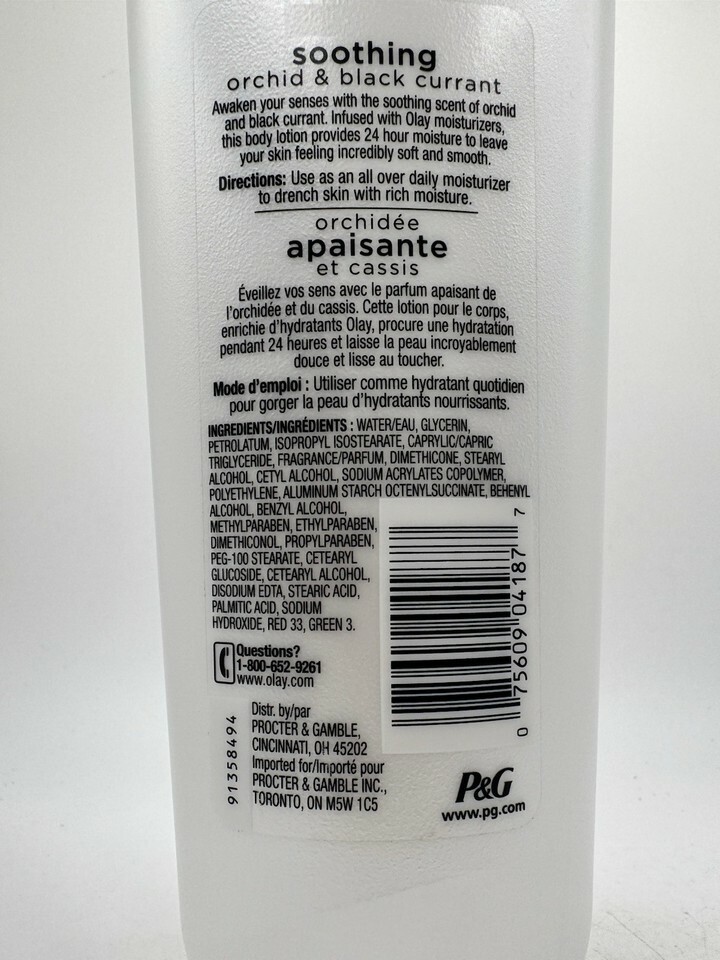 soothing
orchid & black currant
Awaken your senses with the soothing scent of orchid
and black currant. Infused with Olay moisturizers,
this body lotion provides 24 hour moisture to leave
your skin feeling incredibly soft and smooth.
Directions: Use as an all over daily moisturizer
to drench skin with rich moisture.
orchidée
apaisante
et cassis
Éveillez vos sens avec le parfum apaisant de
l'orchidée et du cassis. Cette lotion pour le corps,
enrichie d'hydratants Olay, procure une hydratation
pendant 24 heures et laisse la peau incroyablement
douce et lisse au toucher.
Mode d'emploi : Utiliser comme hydratant quotidien
pour gorger la peau d'hydratants nourrissants.
INGREDIENTS/INGRÉDIENTS : WATER/EAU, GLYCERIN,
PETROLATUM, ISOPROPYL ISOSTEARATE, CAPRYLIC/CAPRIC
TRIGLYCERIDE, FRAGRANCE/PARFUM, DIMETHICONE, STEARYL
ALCOHOL, CETYL ALCOHOL, SODIUM ACRYLATES COPOLYMER,
POLYETHYLENE, ALUMINUM STARCH OCTENYLSUCCINATE, BEHENYL
ALCOHOL, BENZYL ALCOHOL,
METHYLPARABEN, ETHYLPARABEN,
DIMETHICONOL, PROPYLPARABEN,
PEG-100 STEARATE, CETEARYL
GLUCOSIDE, CETEARYL ALCOHOL,
DISODIUM EDTA, STEARIC ACID,
PALMITIC ACID, SODIUM
HYDROXIDE, RED 33, GREEN 3.
0 75609 04187 7
Questions?
1-800-652-9261
www.olay.com
91358494
Distr. by/par
PROCTER & GAMBLE,
CINCINNATI, OH 45202
Imported for/Importé pour
PROCTER & GAMBLE INC.,
TORONTO, ON M5W 1C5
P&G
www.pg.com